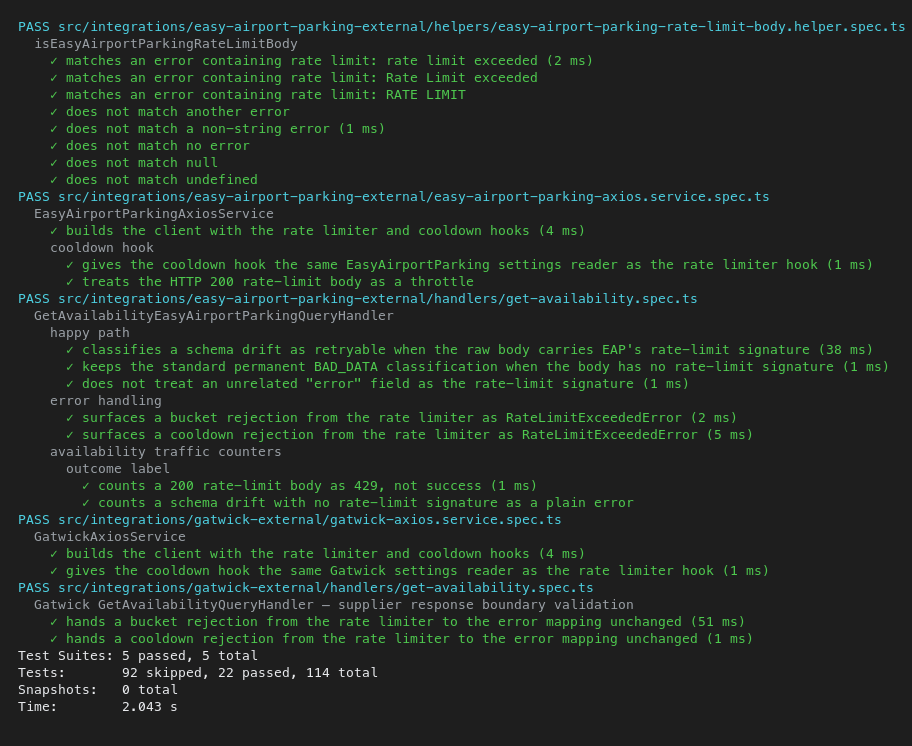 PASS src/integrations/easy-airport-parking-external/helpers/easy-airport-parking-rate-limit-body.helper.spec.ts
isEasyAirportParkingRateLimitBody
✓ matches an error containing rate limit: rate limit exceeded (2 ms)
✓ matches an error containing rate limit: Rate Limit exceeded
✓ matches an error containing rate limit: RATE LIMIT
✓ does not match another error
✓ does not match a non-string error (1 ms)
✓ does not match no error
✓ does not match null
✓ does not match undefined
PASS src/integrations/easy-airport-parking-external/easy-airport-parking-axios.service.spec.ts
EasyAirportParkingAxiosService
✓ builds the client with the rate limiter and cooldown hooks (4 ms)
cooldown hook
✓ gives the cooldown hook the same EasyAirportParking settings reader as the rate limiter hook (1 ms)
✓ treats the HTTP 200 rate-limit body as a throttle
PASS src/integrations/easy-airport-parking-external/handlers/get-availability.spec.ts
GetAvailabilityEasyAirportParkingQueryHandler
happy path
✓ classifies a schema drift as retryable when the raw body carries EAP's rate-limit signature (38 ms)
✓ keeps the standard permanent BAD_DATA classification when the body has no rate-limit signature (1 ms)
✓ does not treat an unrelated "error" field as the rate-limit signature (1 ms)
error handling
✓ surfaces a bucket rejection from the rate limiter as RateLimitExceededError (2 ms)
✓ surfaces a cooldown rejection from the rate limiter as RateLimitExceededError (5 ms)
availability traffic counters
outcome label
✓ counts a 200 rate-limit body as 429, not success (1 ms)
✓ counts a schema drift with no rate-limit signature as a plain error
PASS src/integrations/gatwick-external/gatwick-axios.service.spec.ts
GatwickAxiosService
✓ builds the client with the rate limiter and cooldown hooks (4 ms)
✓ gives the cooldown hook the same Gatwick settings reader as the rate limiter hook (1 ms)
PASS src/integrations/gatwick-external/handlers/get-availability.spec.ts
Gatwick GetAvailabilityQueryHandler — supplier response boundary validation
✓ hands a bucket rejection from the rate limiter to the error mapping unchanged (51 ms)
✓ hands a cooldown rejection from the rate limiter to the error mapping unchanged (1 ms)
Test Suites: 5 passed, 5 total
Tests: 92 skipped, 22 passed, 114 total
Snapshots: 0 total
Time: 2.043 s